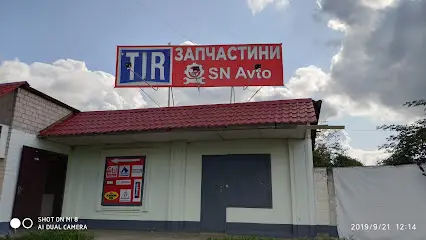 TIR
ЗАПЧАСТИНИ
SN Avto
SHOT ON MI 8
AI DUAL CAMERA
2019/9/21 12:14